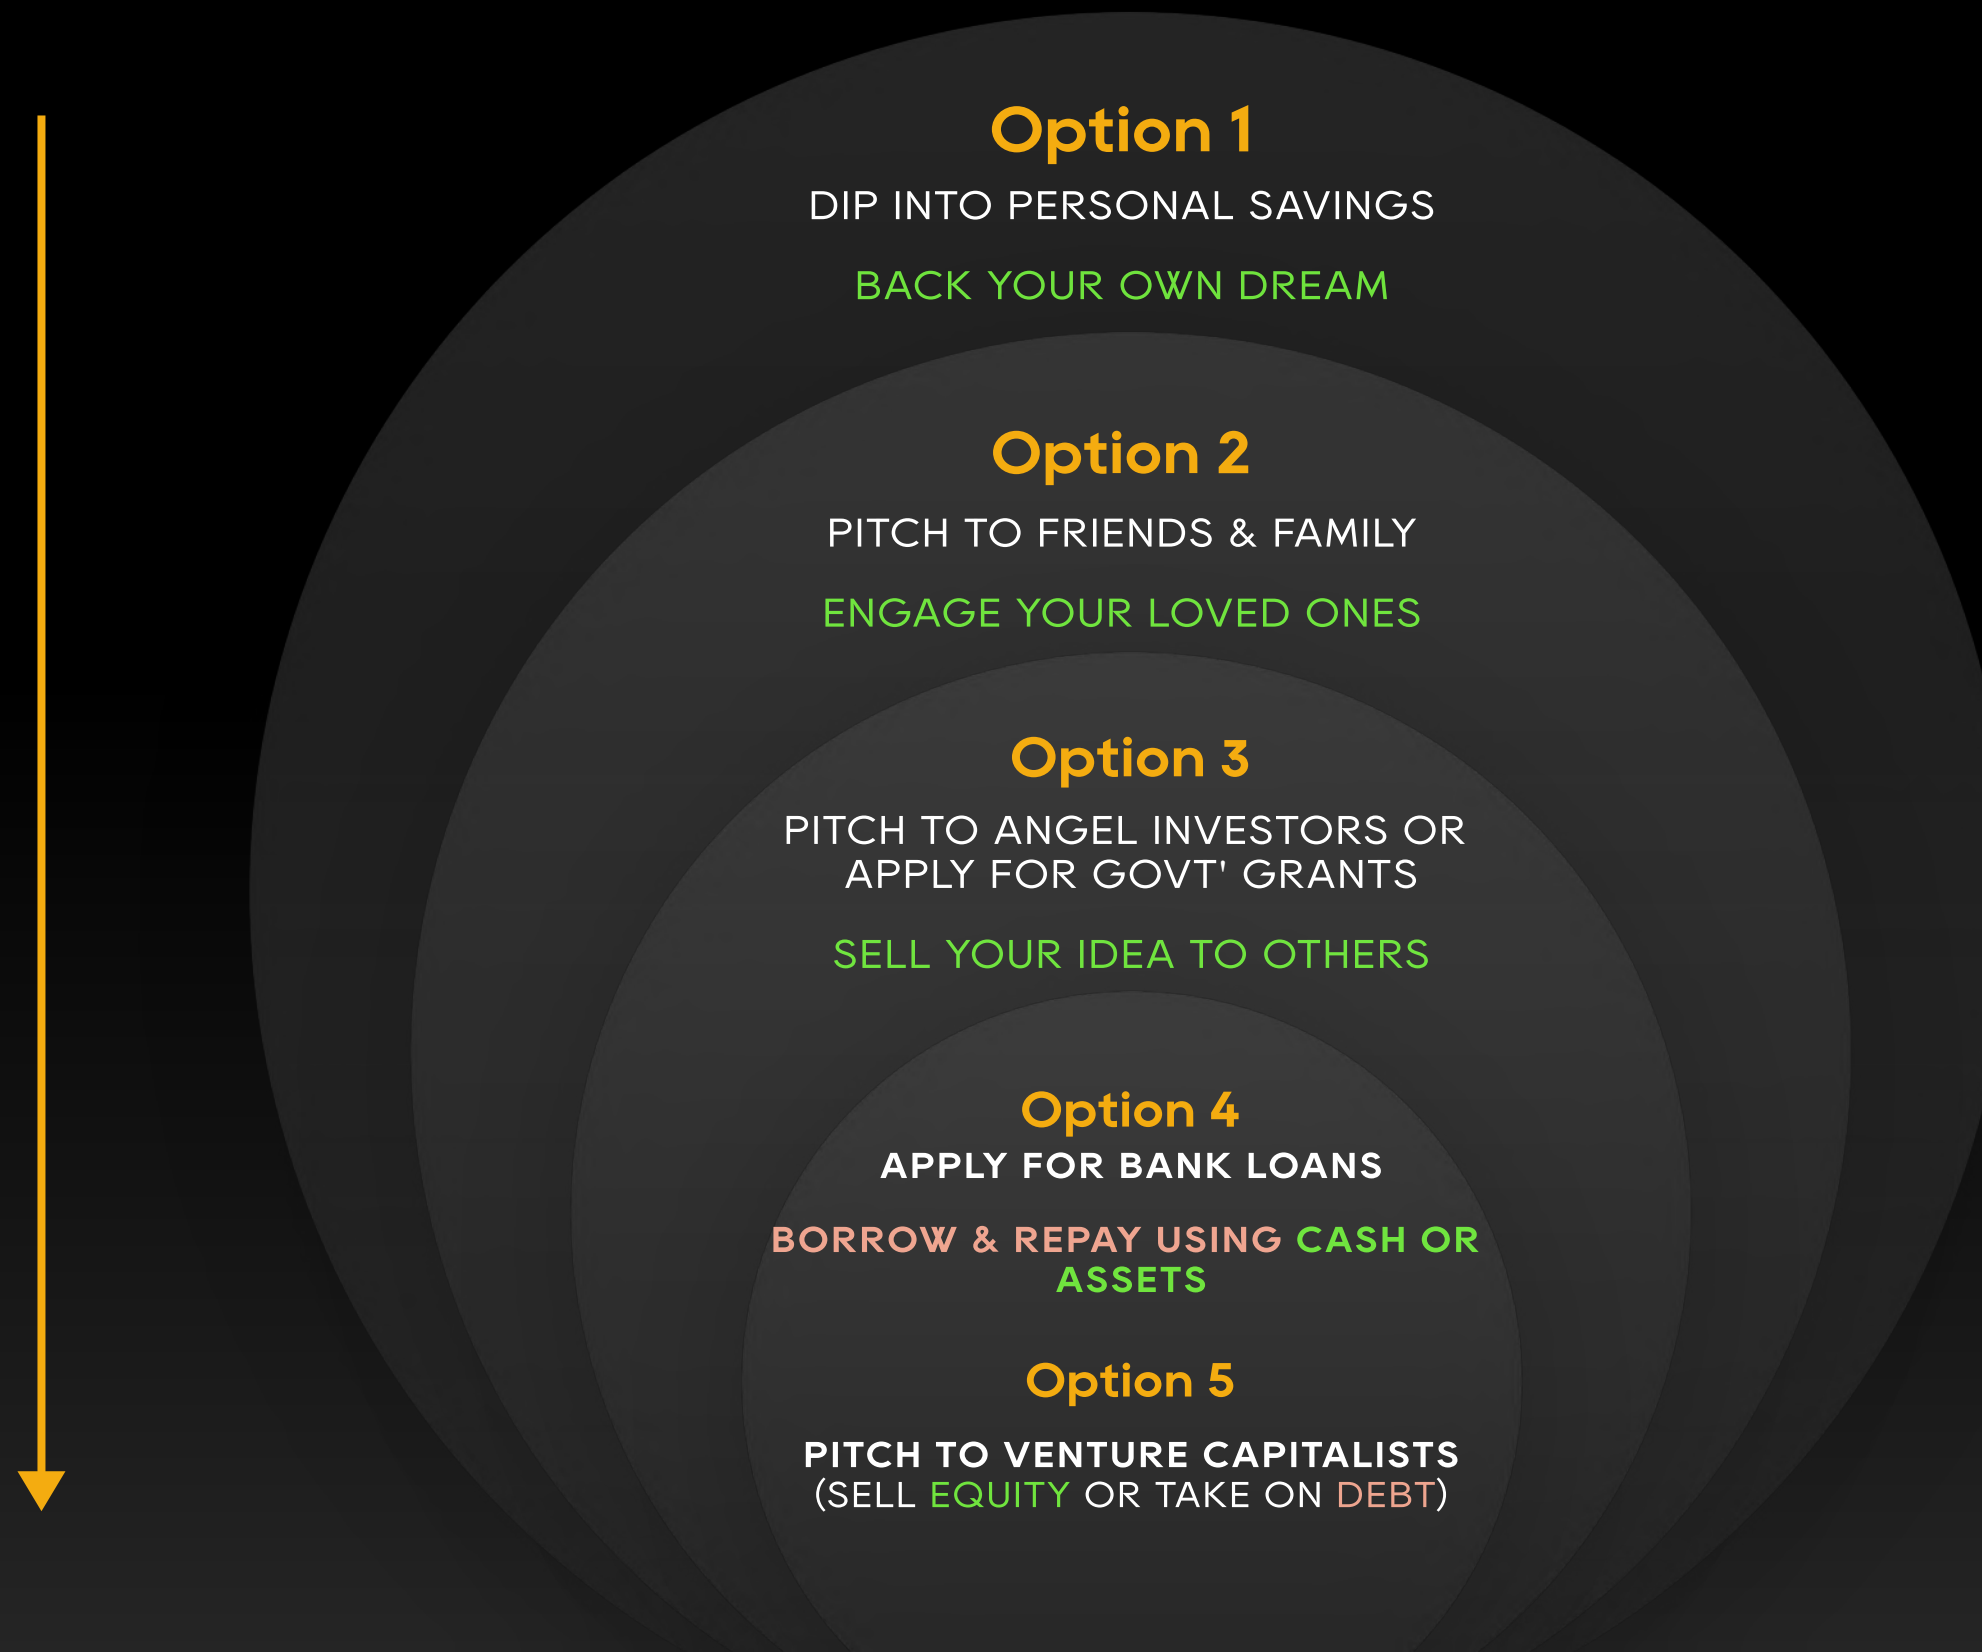 Option 1
DIP INTO PERSONAL SAVINGS
BACK YOUR OWN DREAM
Option 2
PITCH TO FRIENDS & FAMILY
ENGAGE YOUR LOVED ONES
Option 3
PITCH TO ANGEL INVESTORS OR
APPLY FOR GOVT' GRANTS
SELL YOUR IDEA TO OTHERS
Option 4
APPLY FOR BANK LOANS
BORROW & REPAY USING CASH OR
ASSETS
Option 5
PITCH TO VENTURE CAPITALISTS
(SELL EQUITY OR TAKE ON DEBT)